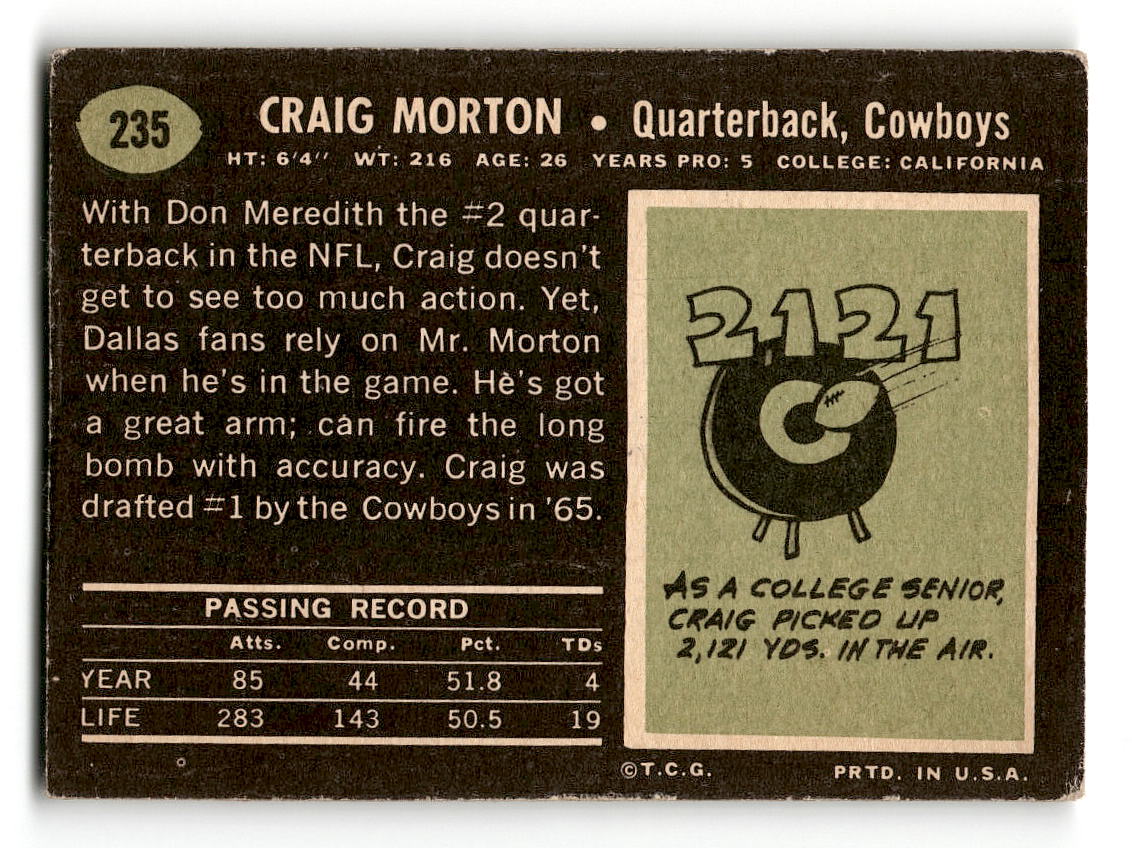 235
CRAIG MORTON • Quarterback, Cowboys
HT: 6'4" WT: 216 AGE: 26 YEARS PRO: 5 COLLEGE: CALIFORNIA
With Don Meredith the #2 quar-
terback in the NFL, Craig doesn't
get to see too much action. Yet,
Dallas fans rely on Mr. Morton
when he's in the game. He's got
a great arm; can fire the long
bomb with accuracy. Craig was
drafted #1 by the Cowboys in '65.
PASSING RECORD
Atts. Comp. Pct. TDs
YEAR 85 44 51.8 4
LIFE 283 143 50.5 19
2121
C
AS A COLLEGE SENIOR,
CRAIG PICKED UP
2,121 YDS. IN THE AIR.
©T.C.G. PRTD. IN U.S.A.